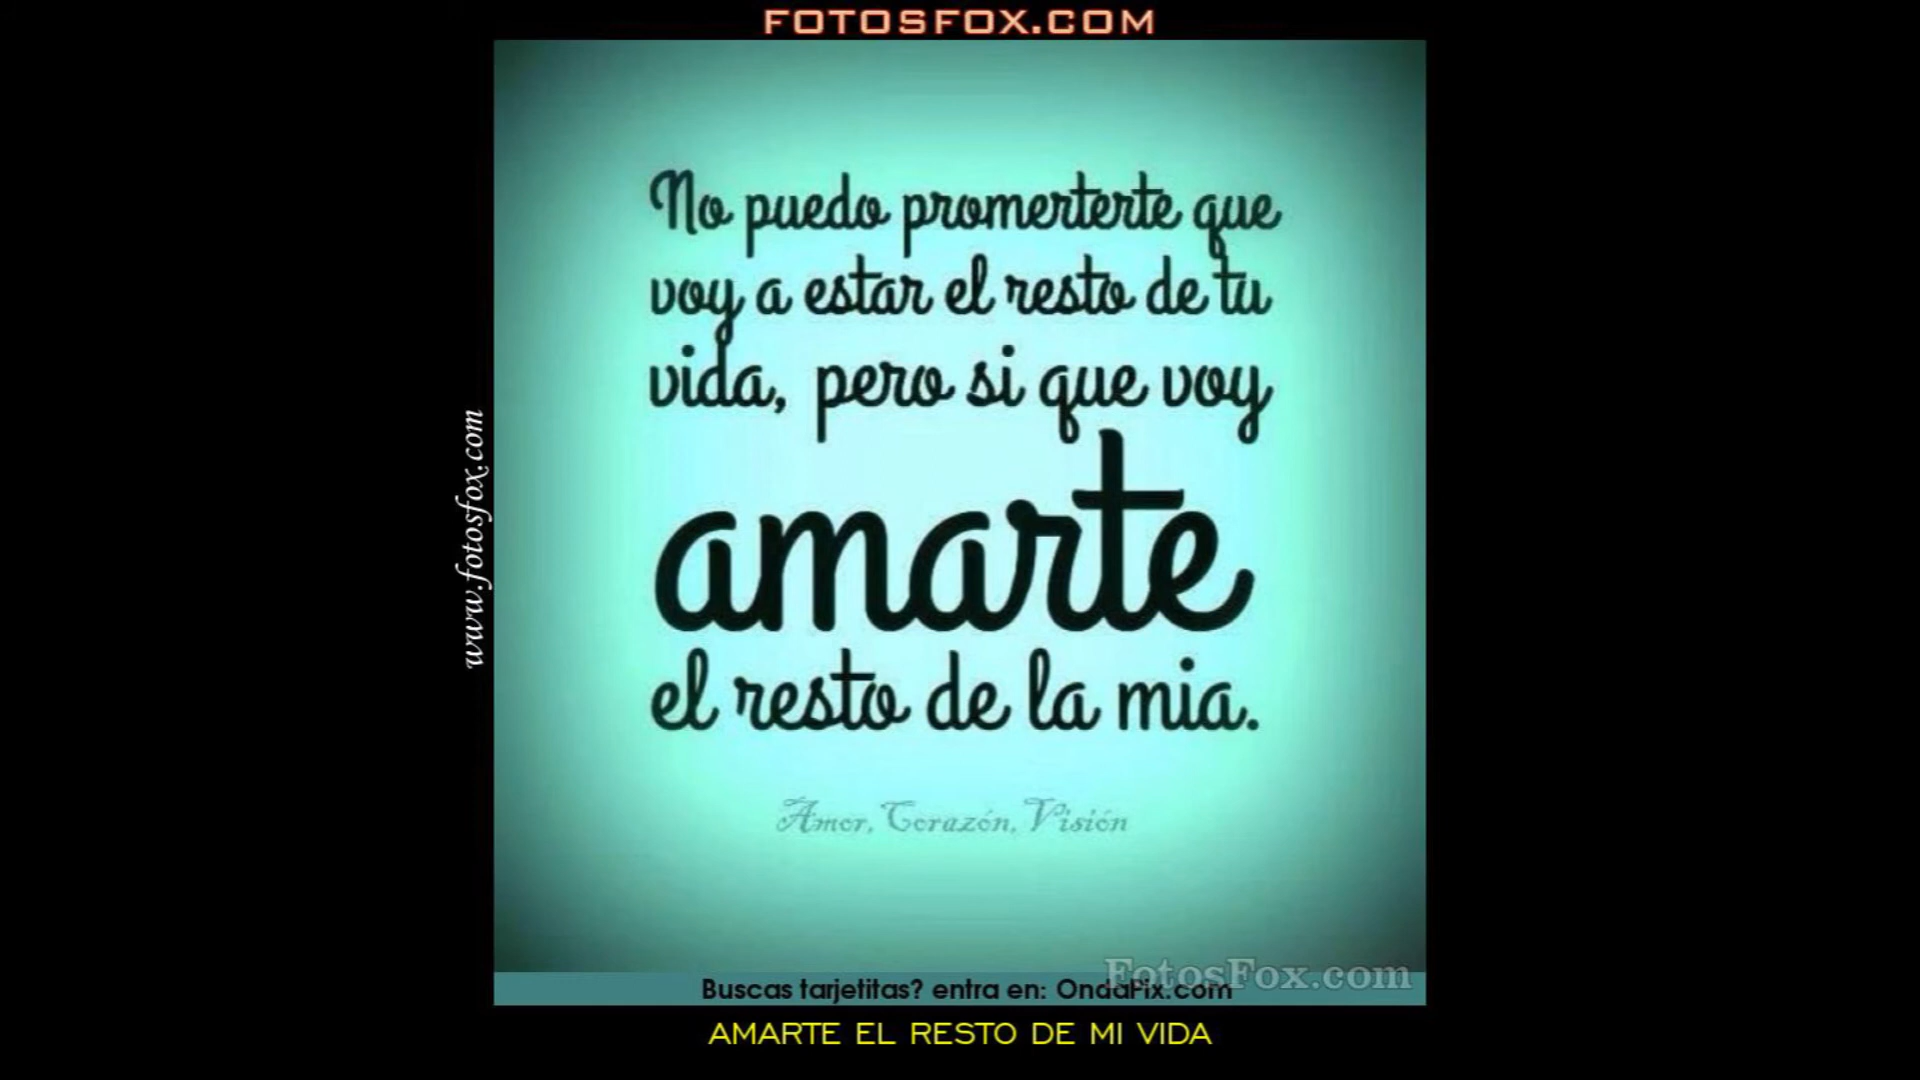 FOTOSFOX.COM
No puedo promerterte que
voy a estar el resto de tu
vida, pero si que voy
amarte
el resto de la mia.
Amor, Corazón, Visión
www.fotosfox.com
FotosFox.com
Buscas tarjetitas? entra en: OndaPix.com
AMARTE EL RESTO DE MI VIDA